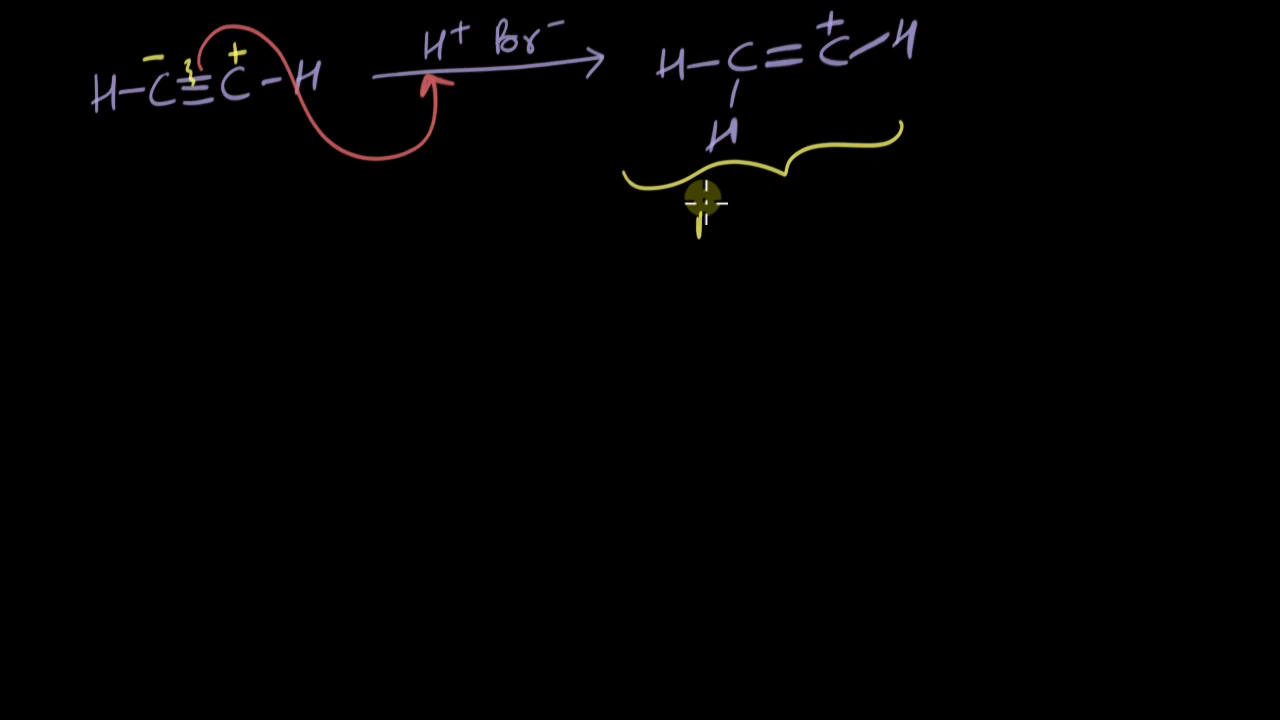 H-C≡C-H
- +
H⁺ Br⁻
H-C=C⁺-H
H